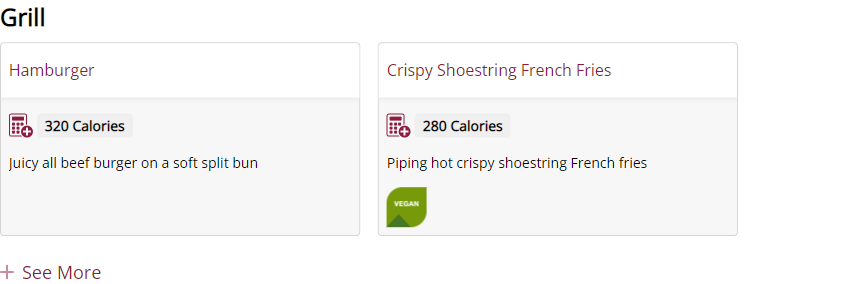 Grill
Hamburger
320 Calories
Juicy all beef burger on a soft split bun
Crispy Shoestring French Fries
280 Calories
Piping hot crispy shoestring French fries
VEGAN
+ See More